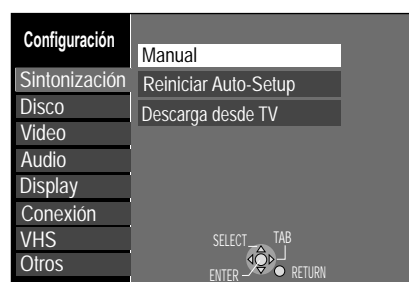 Configuración
Manual
Sintonización
Reiniciar Auto-Setup
Disco
Descarga desde TV
Video
Audio
Display
Conexión
VHS
Otros
SELECT
TAB
ENTER
RETURN